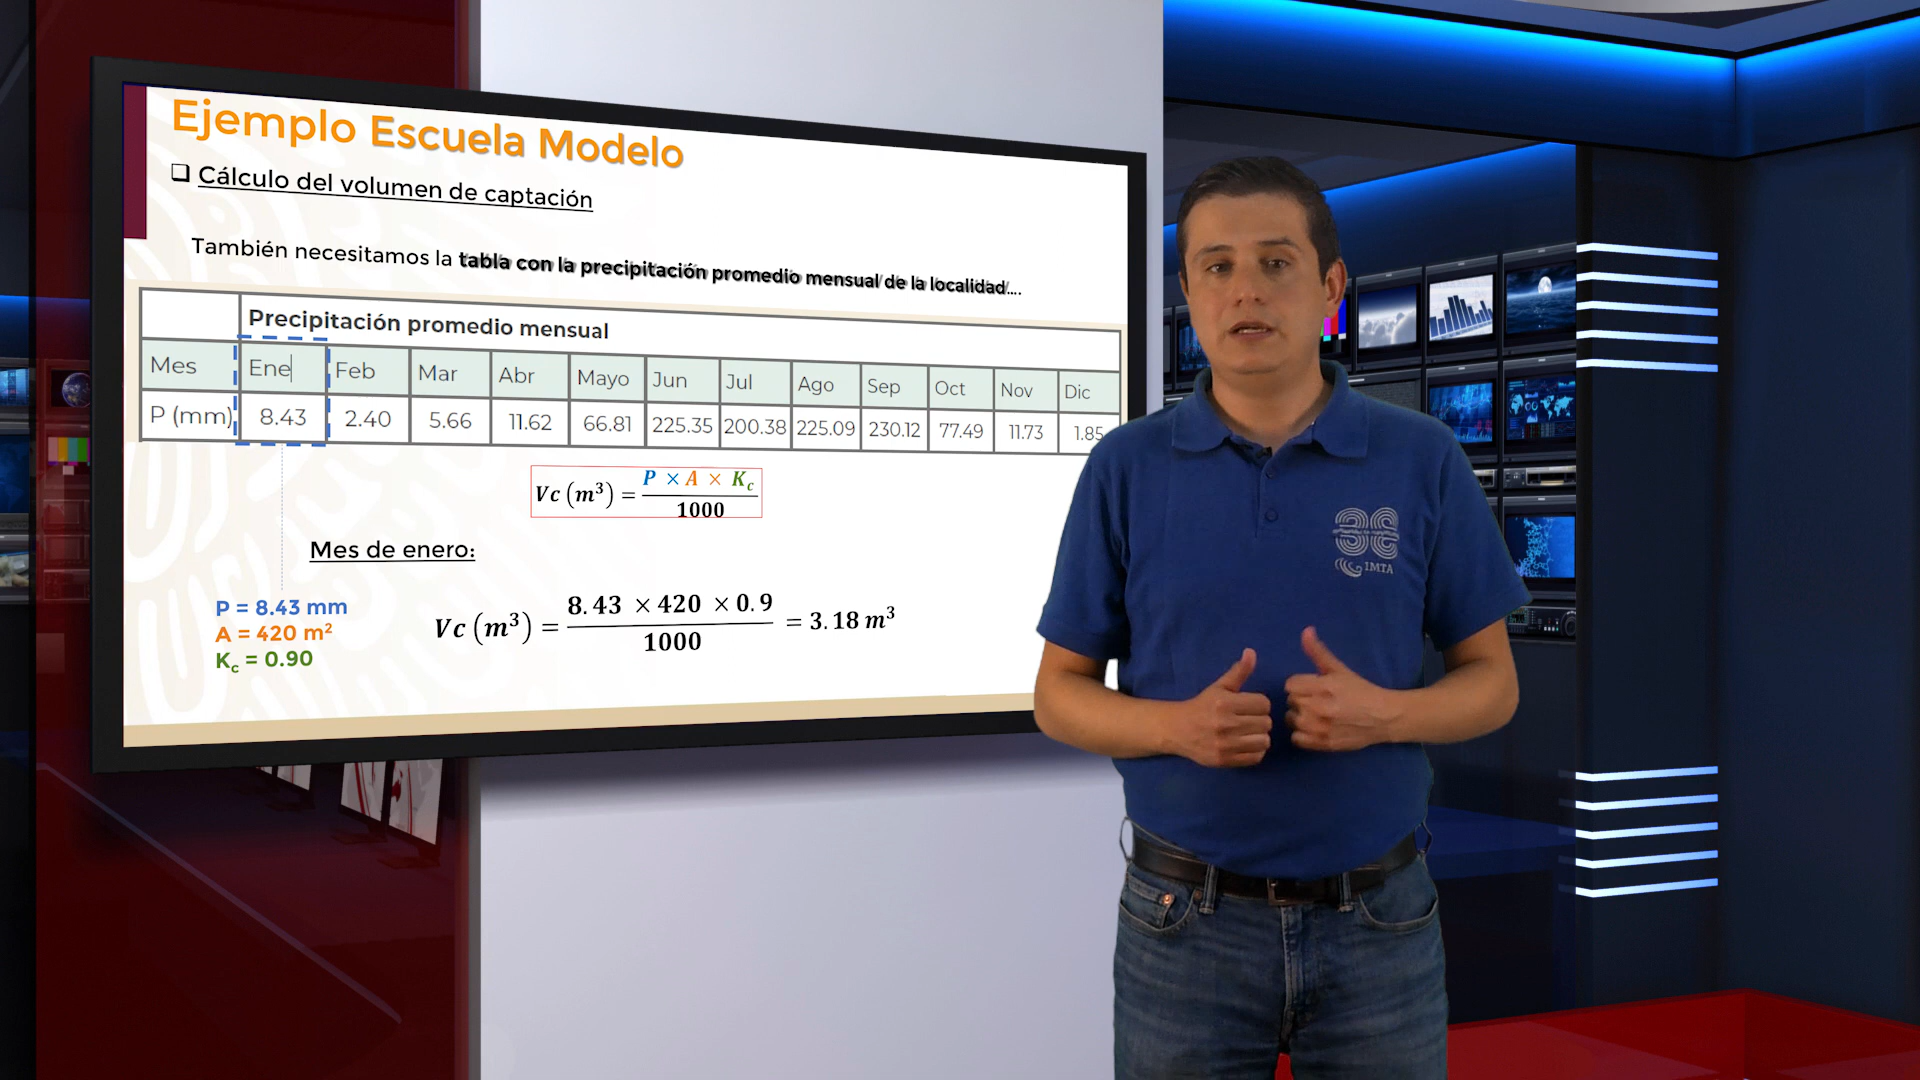 Ejemplo Escuela Modelo
❑ Cálculo del volumen de captación
También necesitamos la tabla con la precipitación promedio mensual de la localidad….
Precipitación promedio mensual
Mes Ene Feb Mar Abr Mayo Jun Jul Ago Sep Oct Nov Dic
P (mm) 8.43 2.40 5.66 11.62 66.81 225.35 200.38 225.09 230.12 77.49 11.73 1.85
Vc (m³) = P × A × Kc / 1000
Mes de enero:
P = 8.43 mm
A = 420 m²
Kc = 0.90
Vc (m³) = 8.43 × 420 × 0.9 / 1000 = 3.18 m³
IMTA